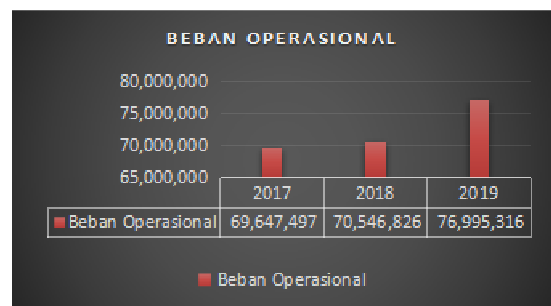 BEBAN OPERASIONAL
80,000,000
75,000,000
70,000,000
65,000,000
2017 2018 2019
Beban Operasional 69,647,497 70,546,826 76,995,316
Beban Operasional